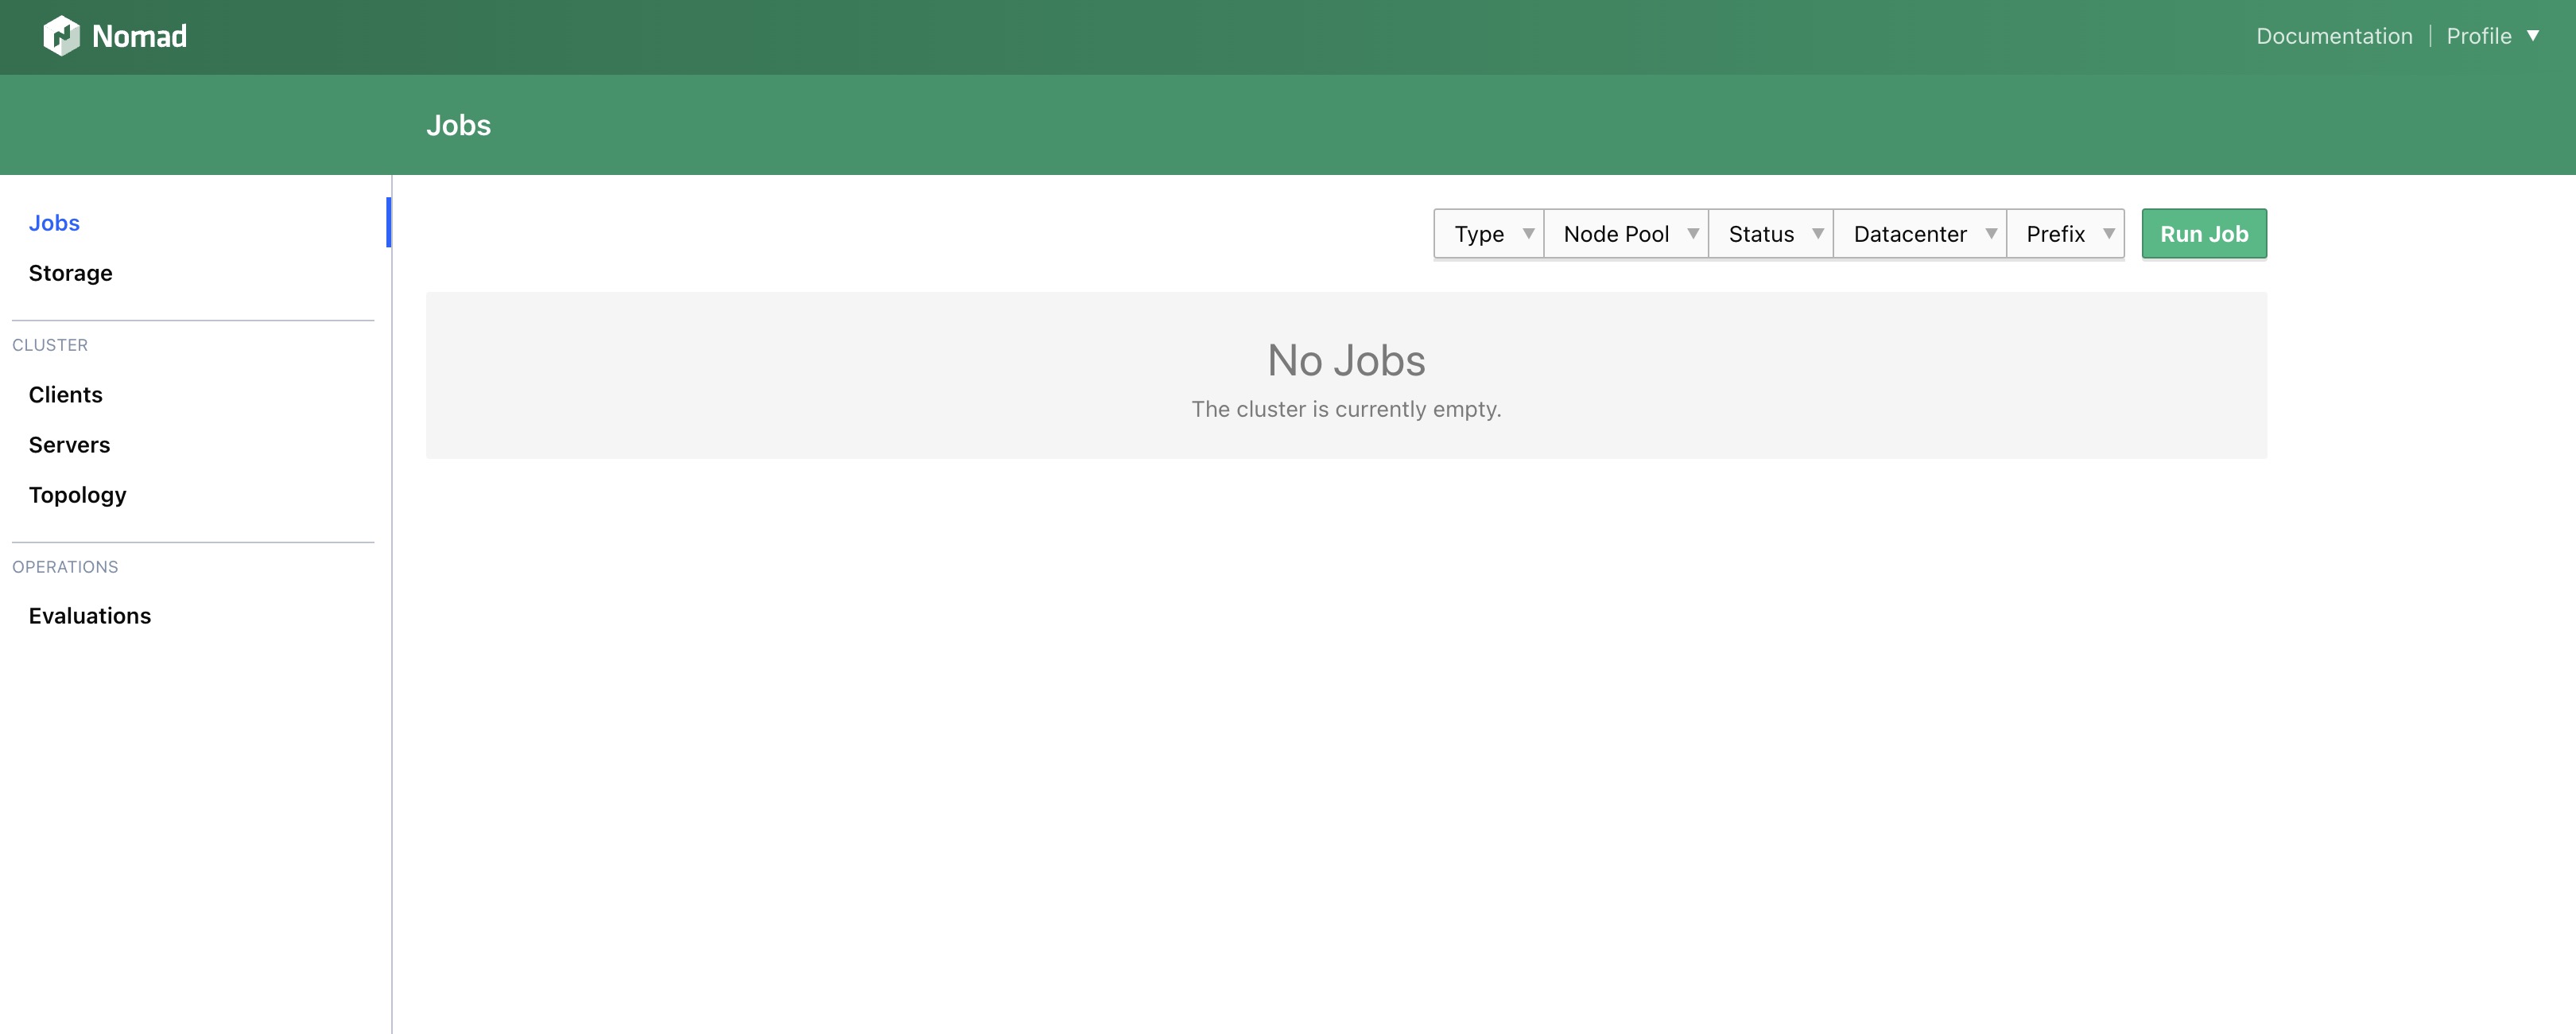 Nomad
Documentation
Profile
Jobs
Jobs
Storage
CLUSTER
Clients
Servers
Topology
OPERATIONS
Evaluations
Type
Node Pool
Status
Datacenter
Prefix
Run Job
No Jobs
The cluster is currently empty.